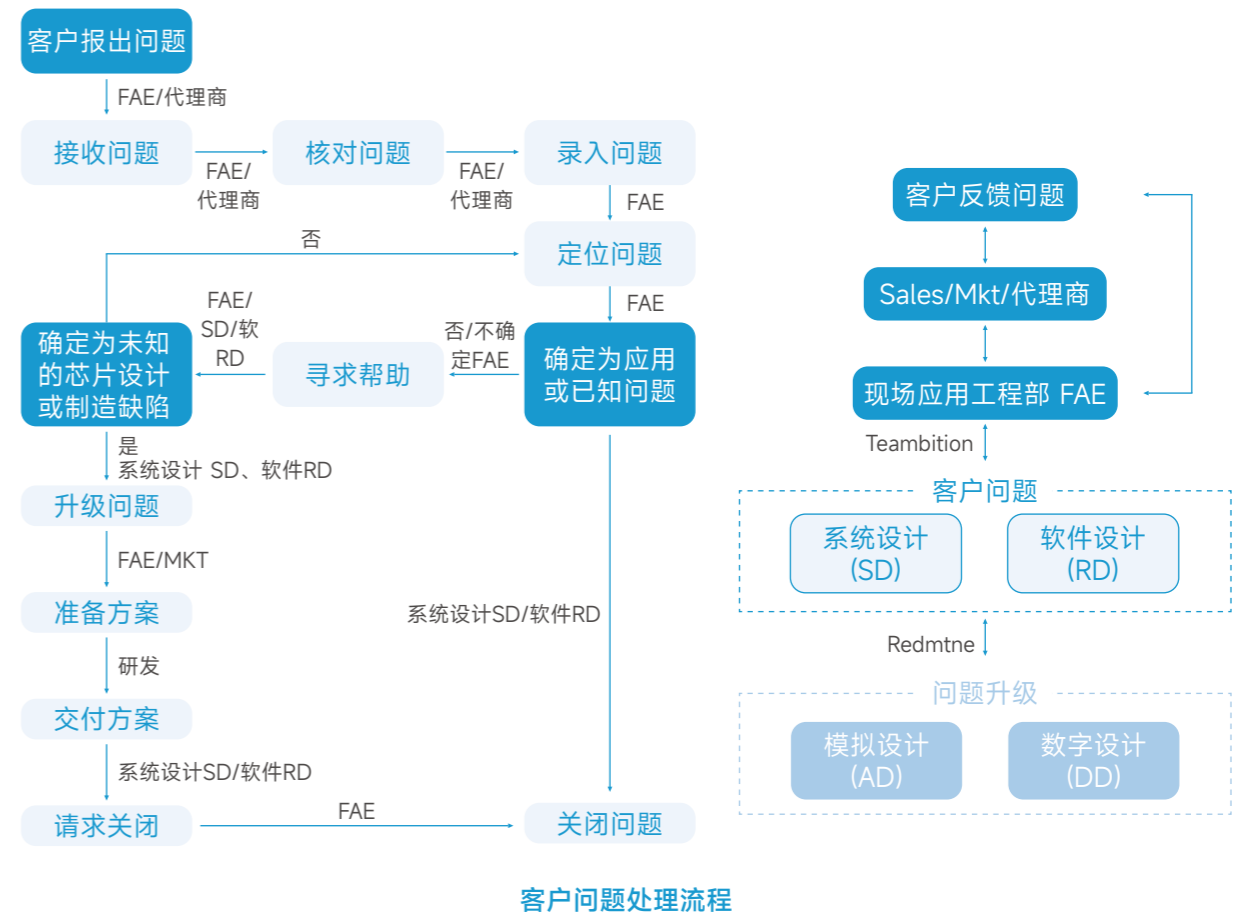 客户报出问题
FAE/代理商
接收问题
FAE/
代理商
核对问题
FAE/
代理商
录入问题
FAE
否
定位问题
FAE
确定为未知
的芯片设计
或制造缺陷
FAE/
SD/软
RD
寻求帮助
否/不确
定FAE
确定为应用
或已知问题
是
系统设计 SD、软件RD
升级问题
FAE/MKT
准备方案
系统设计SD/软件RD
研发
交付方案
系统设计SD/软件RD
请求关闭
FAE
关闭问题
客户反馈问题
Sales/Mkt/代理商
现场应用工程部 FAE
Teambition
客户问题
系统设计
(SD)
软件设计
(RD)
Redmtne
问题升级
模拟设计
(AD)
数字设计
(DD)
客户问题处理流程